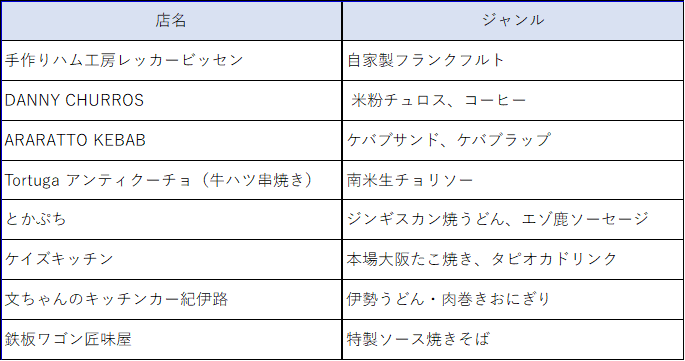 店名 ジャンル
手作りハム工房レッカービッセン 自家製フランクフルト
DANNY CHURROS 米粉チュロス、コーヒー
ARARATTO KEBAB ケバブサンド、ケバブラップ
Tortuga アンティクーチョ（牛ハツ串焼き） 南米生チョリソー
とかぷち ジンギスカン焼うどん、エゾ鹿ソーセージ
ケイズキッチン 本場大阪たこ焼き、タピオカドリンク
文ちゃんのキッチンカー紀伊路 伊勢うどん・肉巻きおにぎり
鉄板ワゴン匠味屋 特製ソース焼きそば